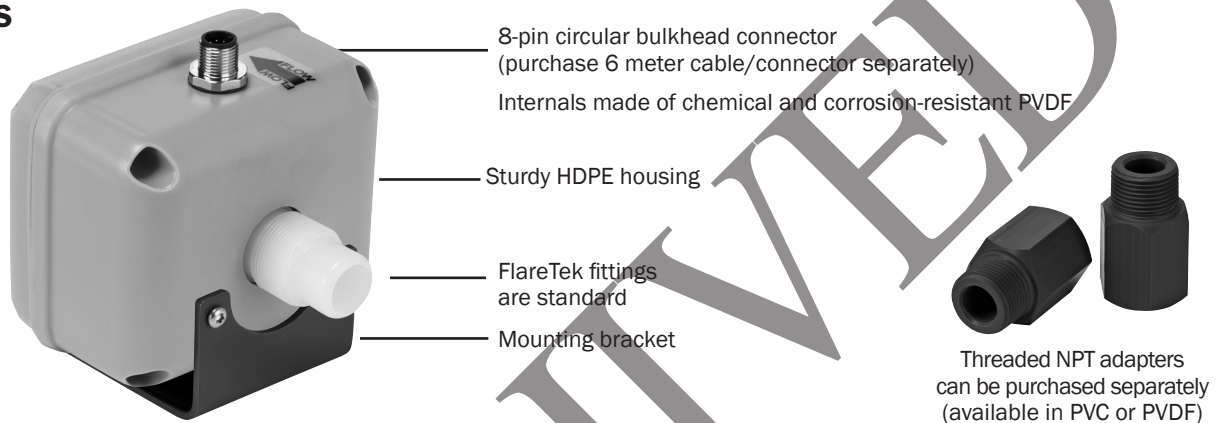 s
8-pin circular bulkhead connector
(purchase 6 meter cable/connector separately)
FLOW
FLOW
Internals made of chemical and corrosion-resistant PVDF
Sturdy HDPE housing
FlareTek fittings
are standard
Mounting bracket
Threaded NPT adapters
can be purchased separately
(available in PVC or PVDF)